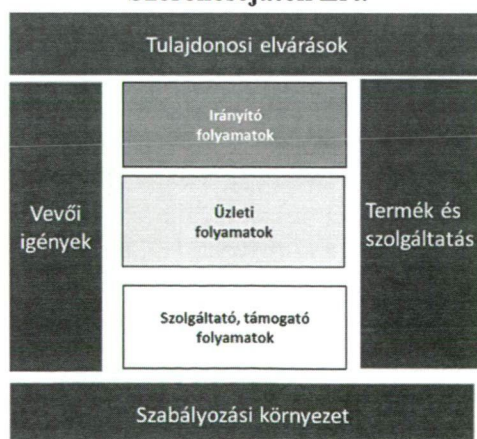 Tulajdonosi elvárások
Irányító
folyamatok
Vevői
igények
Üzleti
folyamatok
Termék és
szolgáltatás
Szolgáltató, támogató
folyamatok
Szabályozási környezet